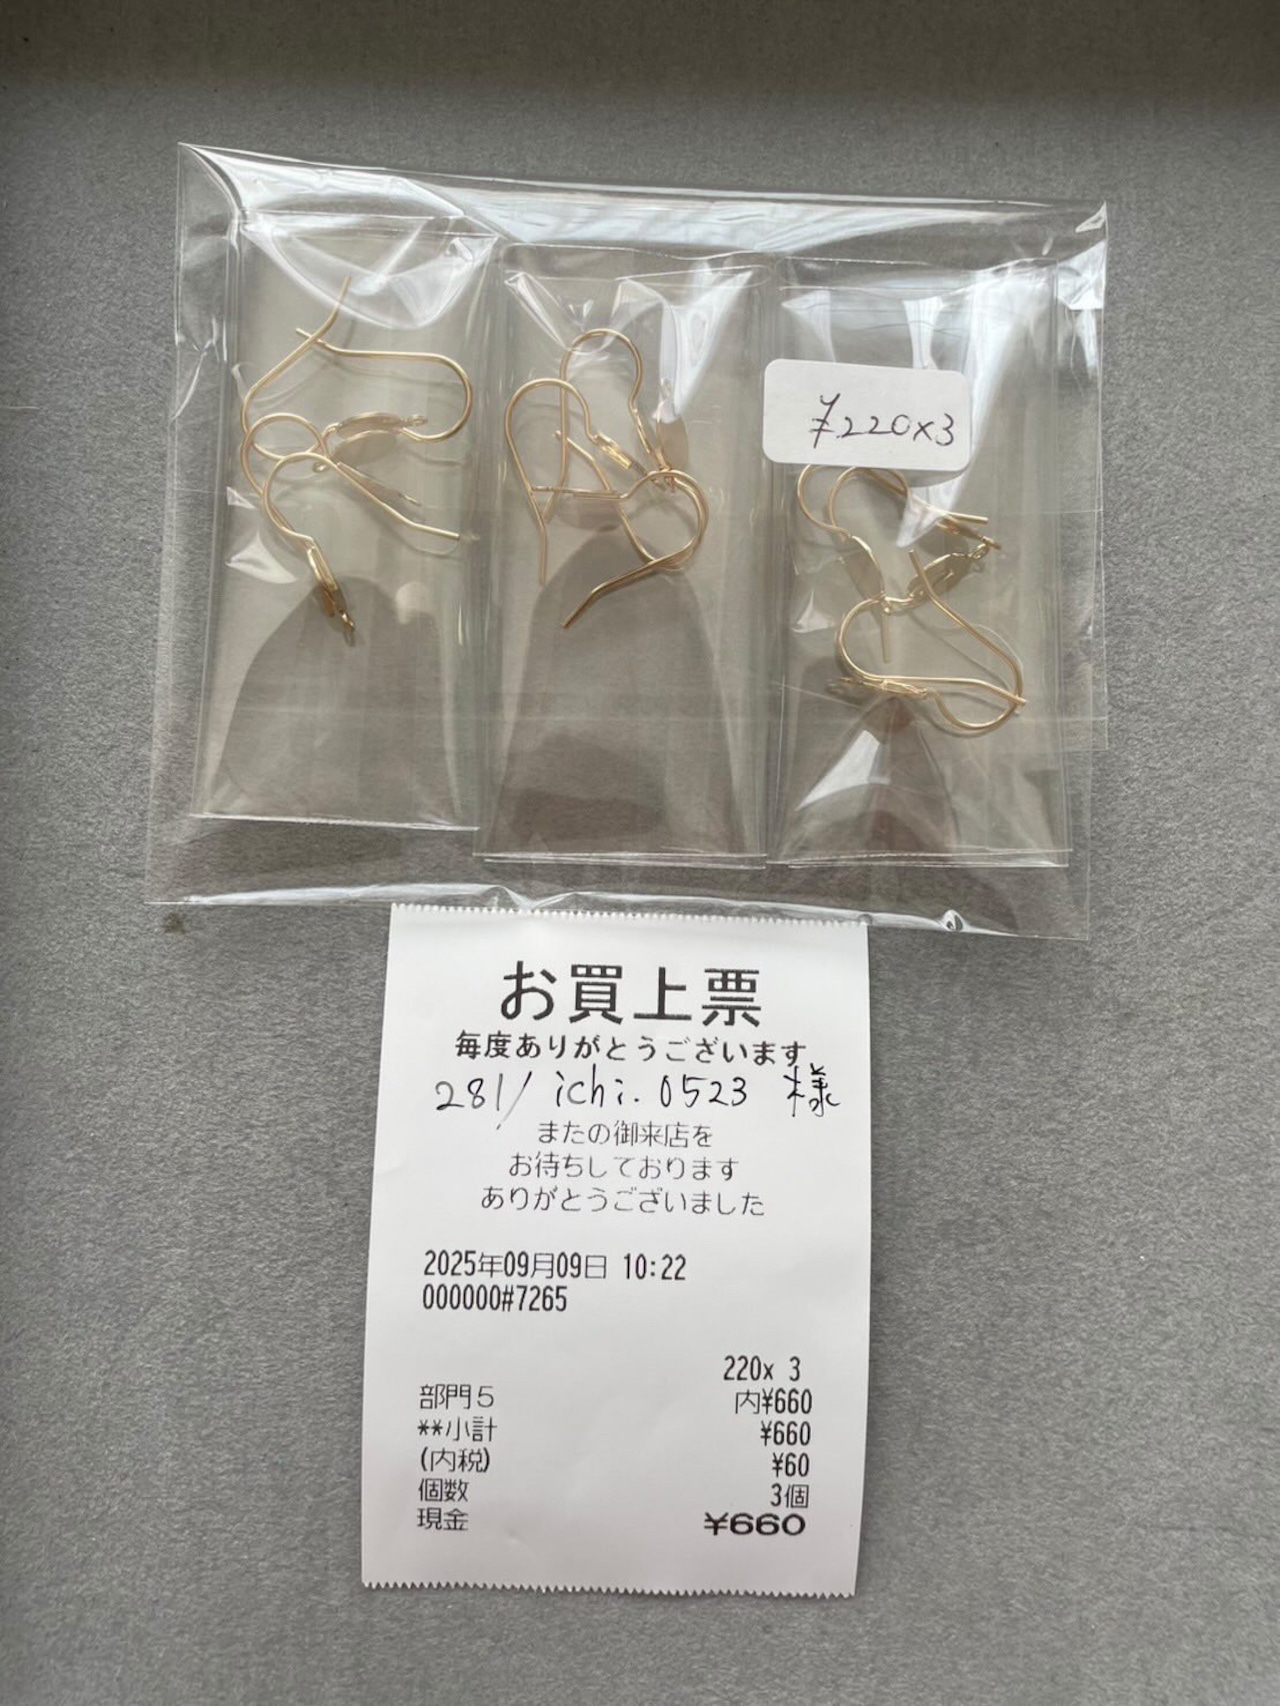 ¥220×3
お買上票
毎度ありがとうございます
281/ ichi.0523 様
またの御来店を
お待ちしております
ありがとうございました
2025年09月09日 10:22
000000#7265
220x 3
部門5 内¥660
**小計 ¥660
(内税) ¥60
個数 3個
現金 ¥660